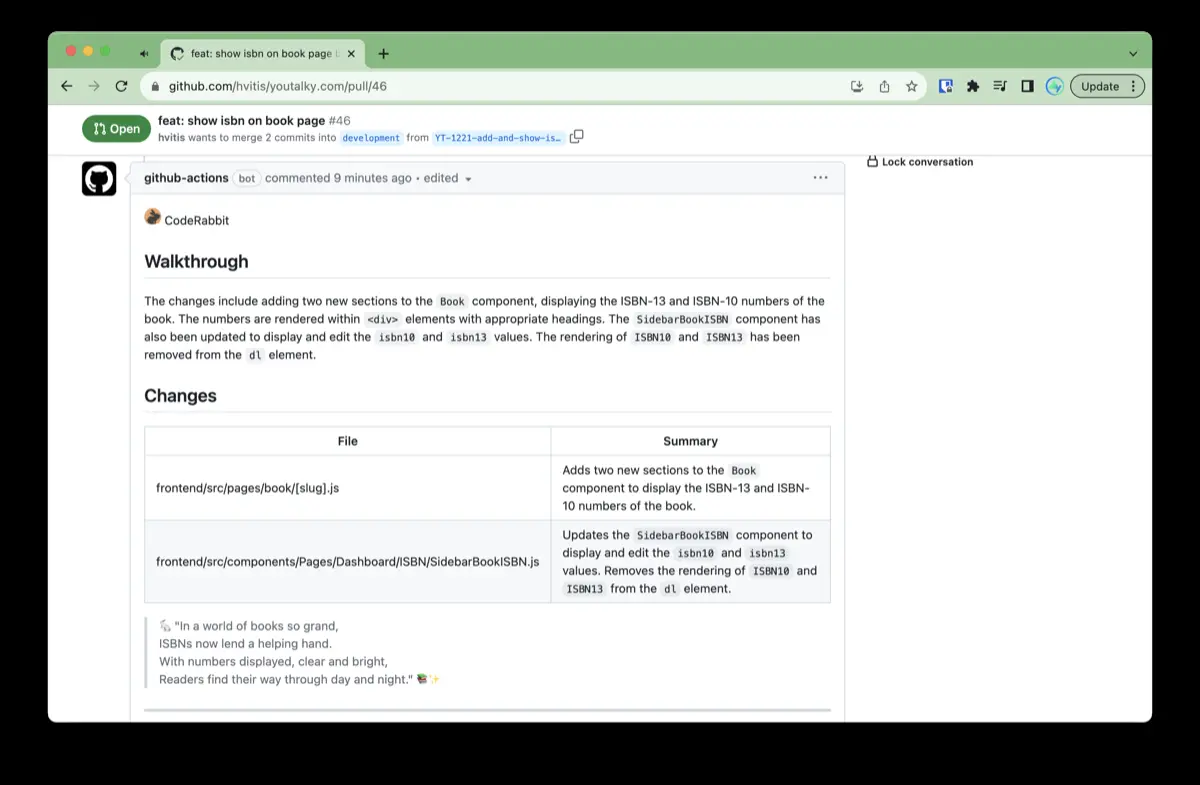 feat: show isbn on book page
github.com/hvitis/youtalky.com/pull/46
Update
Open
feat: show isbn on book page #46
hvitis wants to merge 2 commits into development from YT-1221-add-and-show-is…
Lock conversation
github-actions bot commented 9 minutes ago • edited
CodeRabbit
Walkthrough
The changes include adding two new sections to the Book component, displaying the ISBN-13 and ISBN-10 numbers of the
book. The numbers are rendered within <div> elements with appropriate headings. The SidebarBookISBN component has
also been updated to display and edit the isbn10 and isbn13 values. The rendering of ISBN10 and ISBN13 has been
removed from the dl element.
Changes
File Summary
frontend/src/pages/book/[slug].js
Adds two new sections to the Book
component to display the ISBN-13 and ISBN-
10 numbers of the book.
frontend/src/components/Pages/Dashboard/ISBN/SidebarBookISBN.js
Updates the SidebarBookISBN component to
display and edit the isbn10 and isbn13
values. Removes the rendering of ISBN10 and
ISBN13 from the dl element.
"In a world of books so grand,
ISBNs now lend a helping hand.
With numbers displayed, clear and bright,
Readers find their way through day and night."